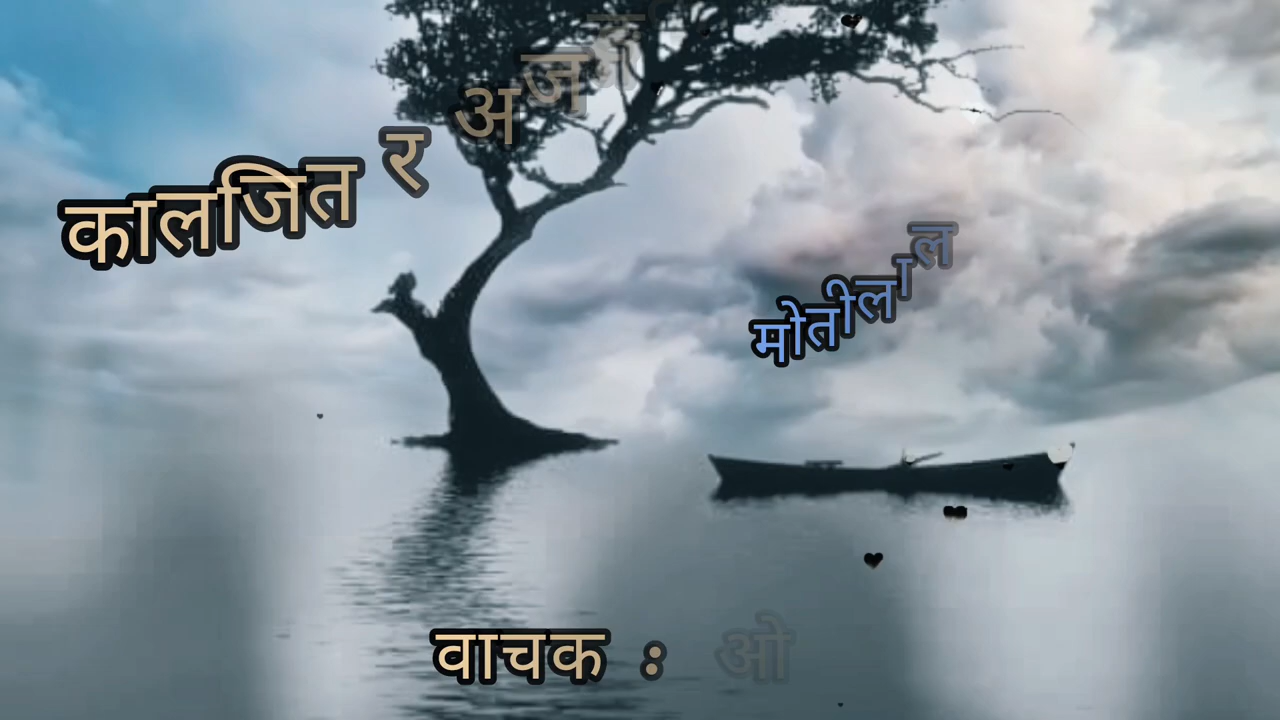 कालजित र
मोतीलाल
वाचक : ओ